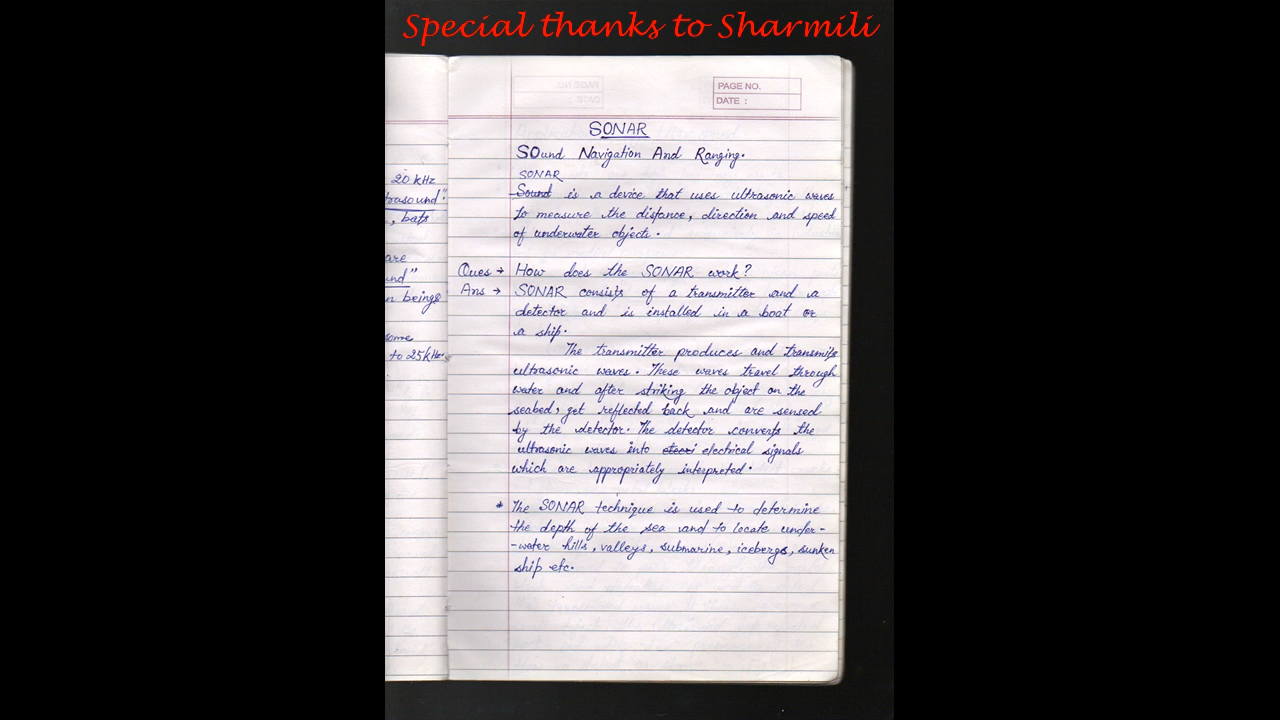 Special thanks to Sharmili
PAGE NO.
DATE :
20 kHz
trasound"
, bats
are
und"
n beings
some
to 25kHz
SONAR
SOund Navigation And Ranging.
SONAR
Sound is a device that uses ultrasonic waves
to measure the distance, direction and speed
of underwater objects.
Ques → How does the SONAR work?
Ans → SONAR consists of a transmitter and a
detector and is installed in a boat or
a ship.
The transmitter produces and transmits
ultrasonic waves. These waves travel through
water and after striking the object on the
seabed, get reflected back and are sensed
by the detector. The detector converts the
ultrasonic waves into elecri electrical signals
which are appropriately interpreted.
* The SONAR technique is used to determine
the depth of the sea and to locate under-
-water hills, valleys, submarine, icebergs, sunken
ship etc.